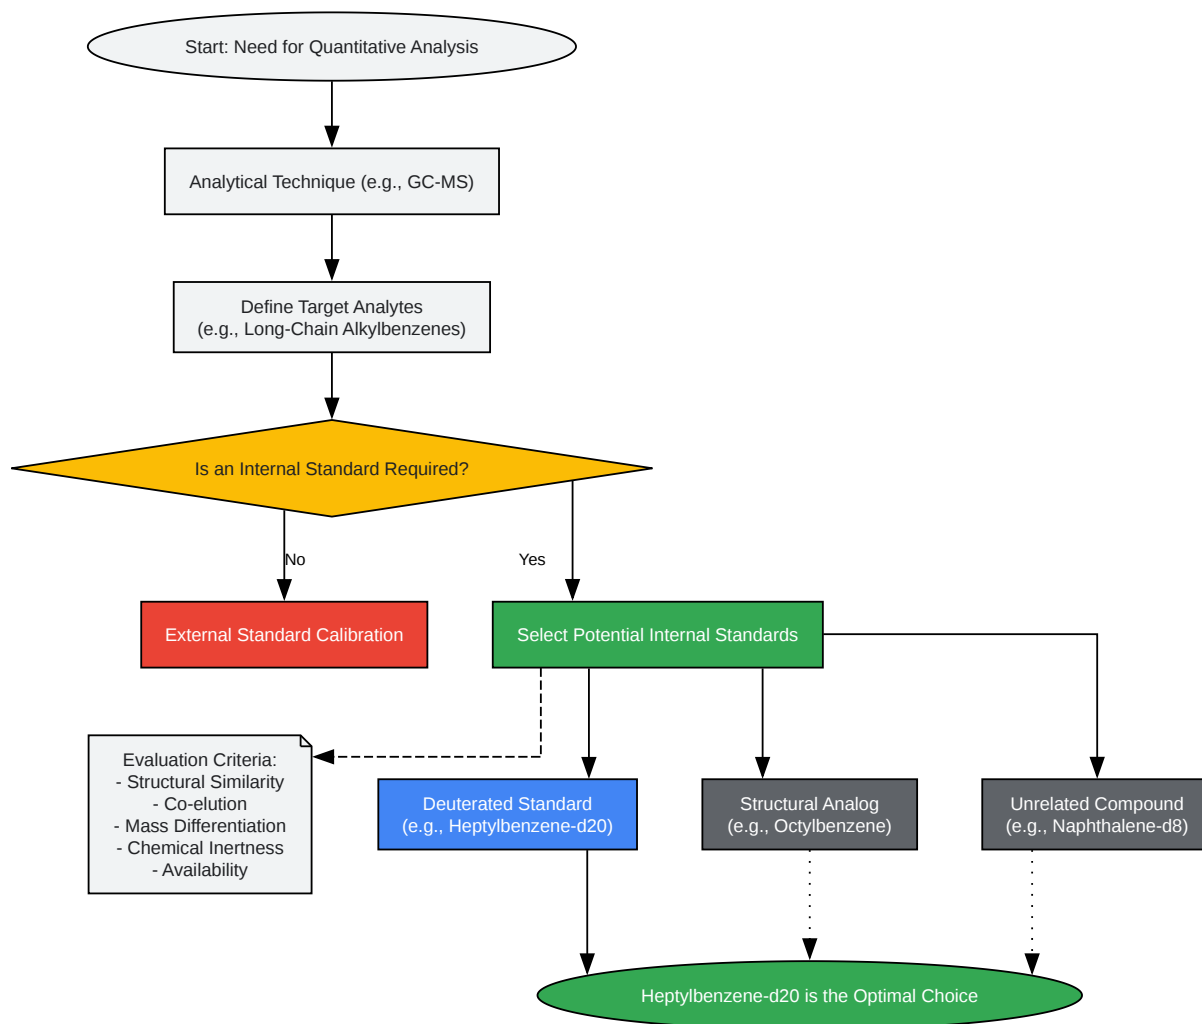 Start: Need for Quantitative Analysis
Analytical Technique (e.g., GC-MS)
Define Target Analytes
(e.g., Long-Chain Alkylbenzenes)
Is an Internal Standard Required?
No
Yes
External Standard Calibration
Select Potential Internal Standards
Evaluation Criteria:
- Structural Similarity
- Co-elution
- Mass Differentiation
- Chemical Inertness
- Availability
Deuterated Standard
(e.g., Heptylbenzene-d20)
Structural Analog
(e.g., Octylbenzene)
Unrelated Compound
(e.g., Naphthalene-d8)
Heptylbenzene-d20 is the Optimal Choice